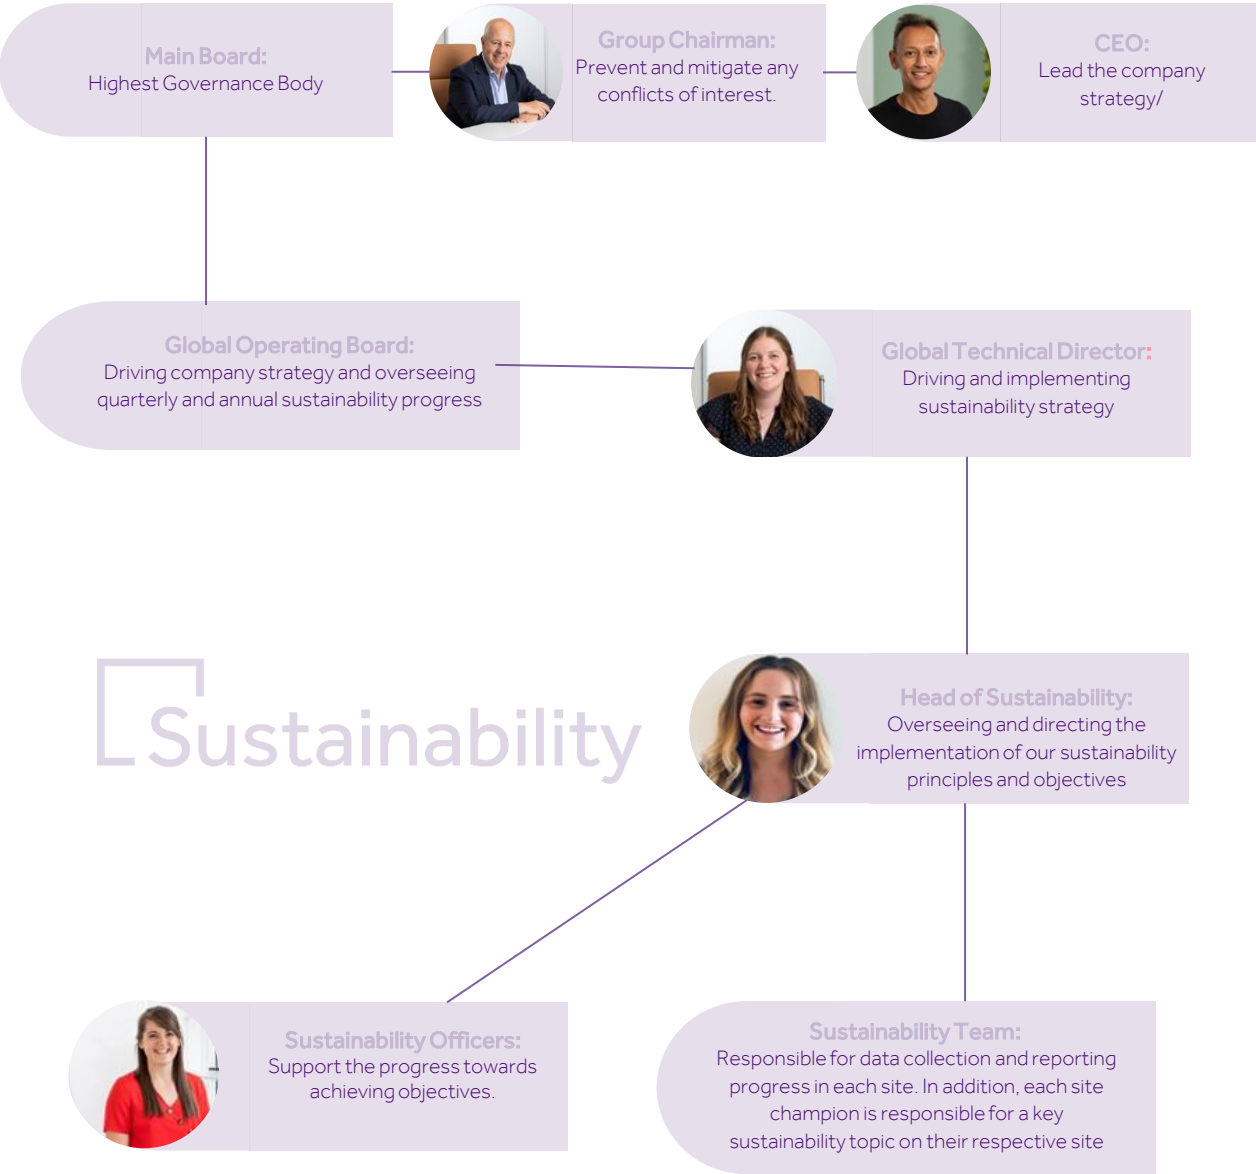 Main Board:
Highest Governance Body
Group Chairman:
Prevent and mitigate any
conflicts of interest.
CEO:
Lead the company
strategy/
Global Operating Board:
Driving company strategy and overseeing
quarterly and annual sustainability progress
Global Technical Director:
Driving and implementing
sustainability strategy
Sustainability
Head of Sustainability:
Overseeing and directing the
implementation of our sustainability
principles and objectives
Sustainability Officers:
Support the progress towards
achieving objectives.
Sustainability Team:
Responsible for data collection and reporting
progress in each site. In addition, each site
champion is responsible for a key
sustainability topic on their respective site